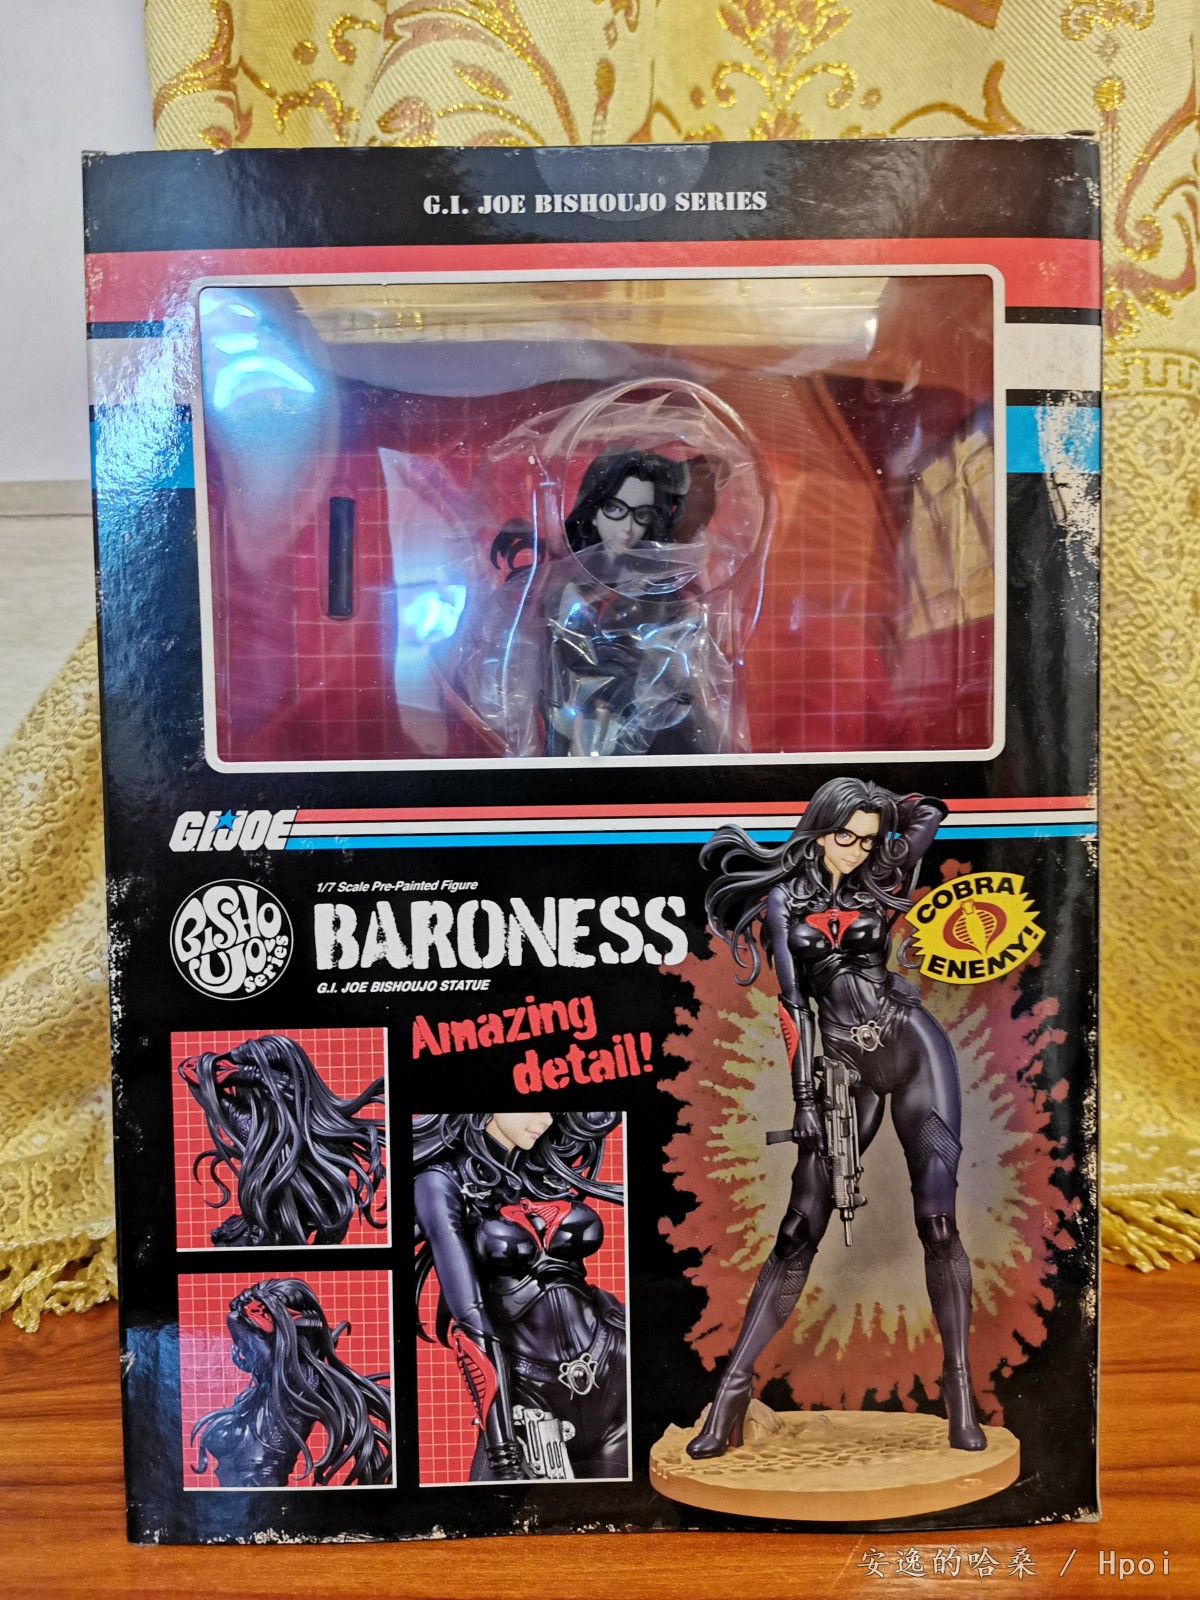 G.I. JOE BISHOUJO SERIES
G.I.JOE
BISHOUJO series
1/7 Scale Pre-Painted Figure
BARONESS
G.I. JOE BISHOUJO STATUE
COBRA
ENEMY!
Amazing
detail!
安逸的哈桑 / Hpoi